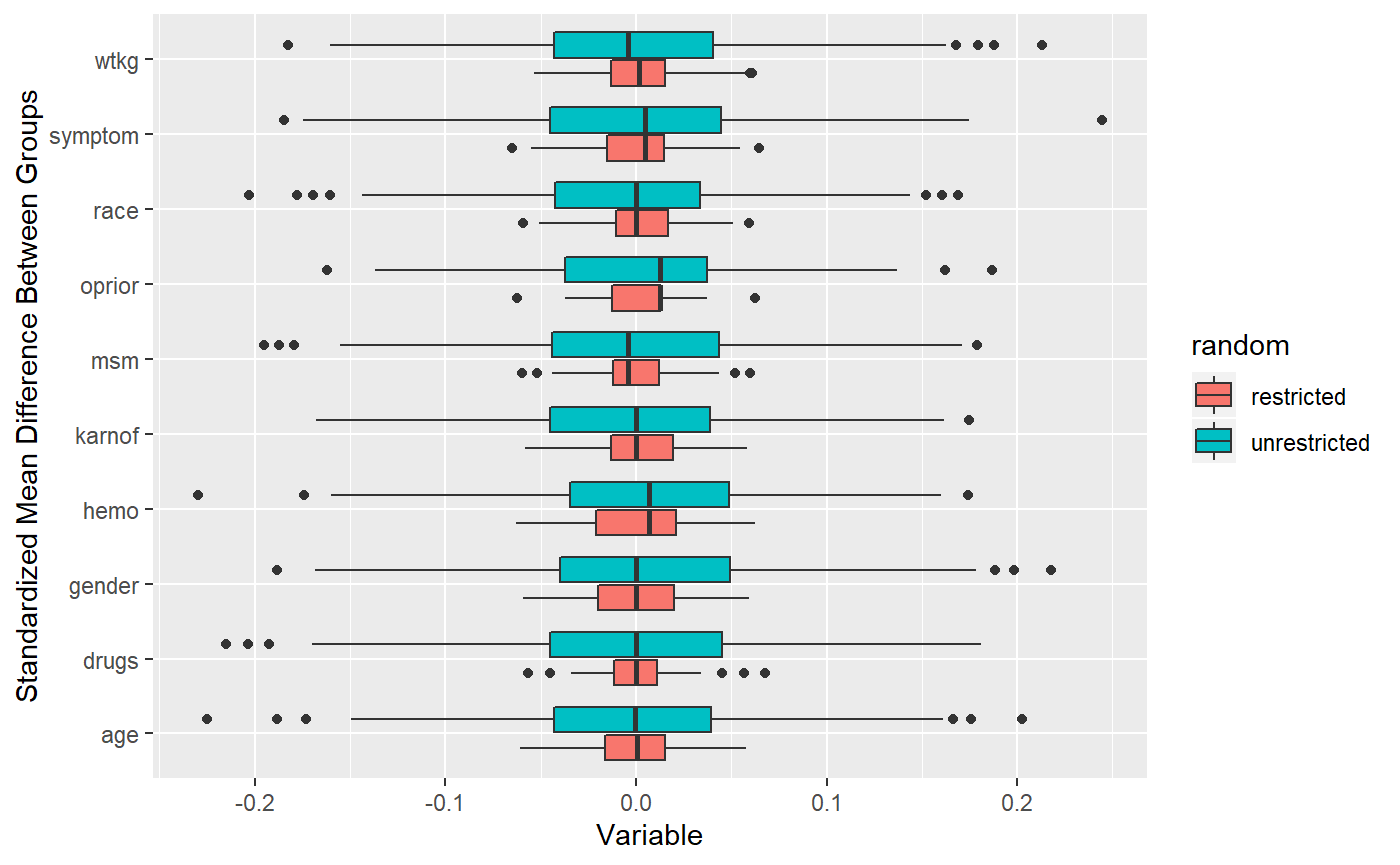 Standardized Mean Difference Between Groups
wtkg
symptom
race
oprior
msm
karnof
hemo
gender
drugs
age
-0.2 -0.1 0.0 0.1 0.2
Variable
random
restricted
unrestricted